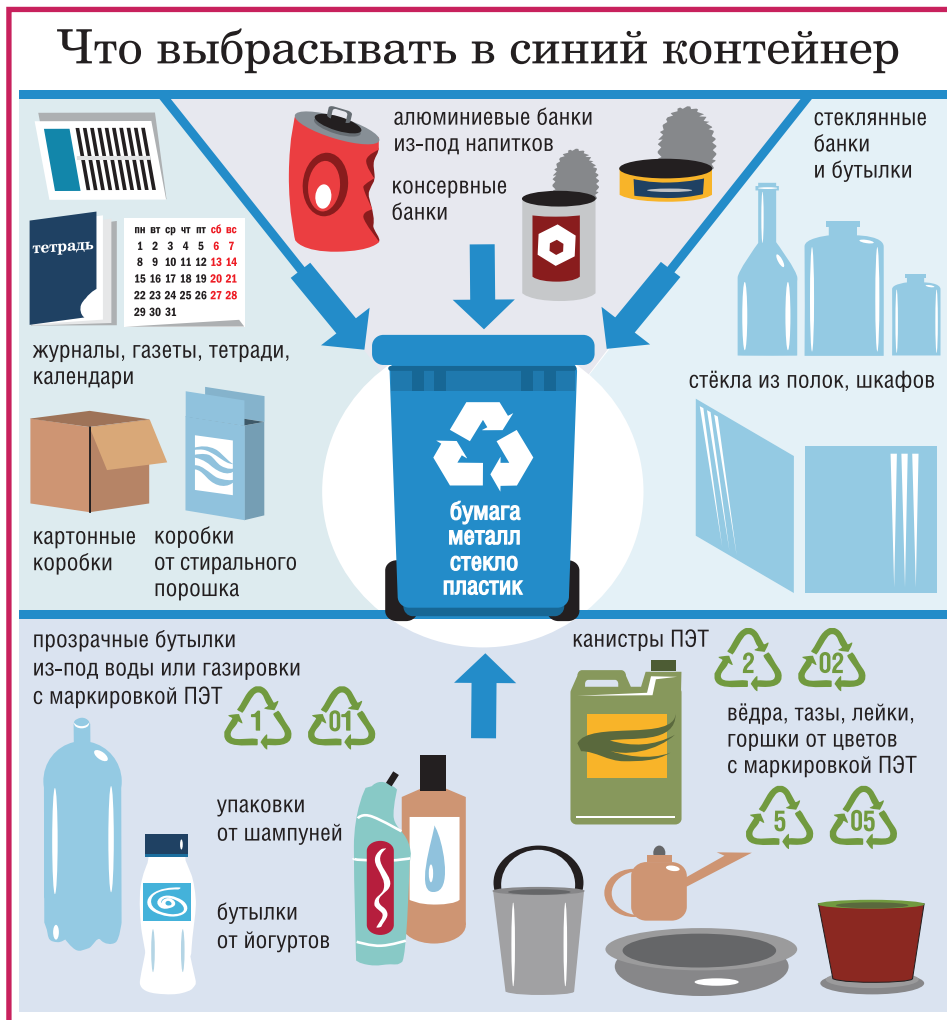 Что выбрасывать в синий контейнер
алюминиевые банки
из-под напитков
консервные
банки
стеклянные
банки
и бутылки
тетрадь
пн вт ср чт пт сб вс
1 2 3 4 5 6 7
8 9 10 11 12 13 14
15 16 17 18 19 20 21
22 23 24 25 26 27 28
29 30 31
журналы, газеты, тетради,
календари
стёкла из полок, шкафов
картонные
коробки
коробки
от стирального
порошка
бумага
металл
стекло
пластик
прозрачные бутылки
из-под воды или газировки
с маркировкой ПЭТ
1
01
упаковки
от шампуней
бутылки
от йогуртов
канистры ПЭТ
2
02
вёдра, тазы, лейки,
горшки от цветов
с маркировкой ПЭТ
5
05